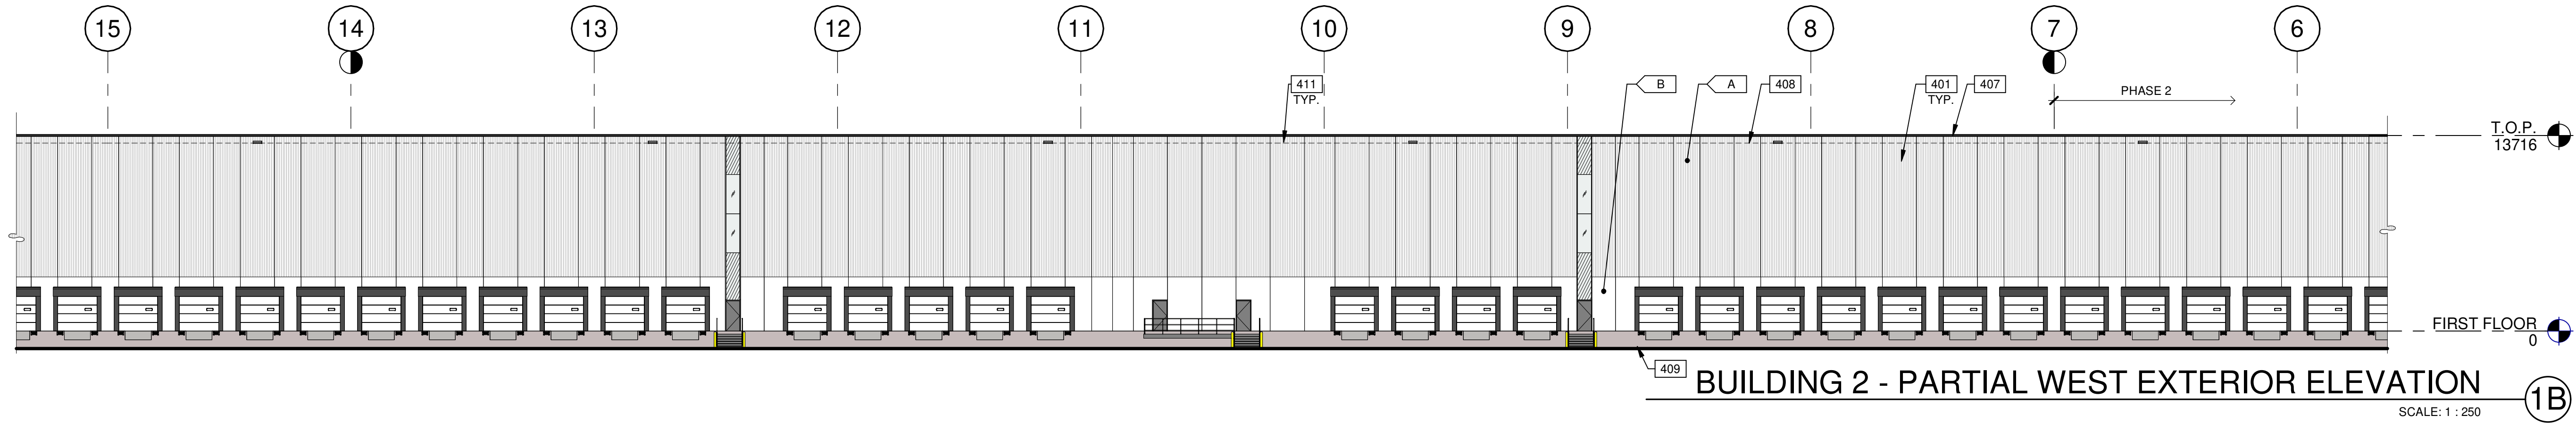 15 14 13 12 11 10 9 8 7 6
411 B A 408 401 407
TYP. TYP. PHASE 2
T.O.P.
13716
FIRST FLOOR
0
409
BUILDING 2 - PARTIAL WEST EXTERIOR ELEVATION
1B
SCALE: 1 : 250